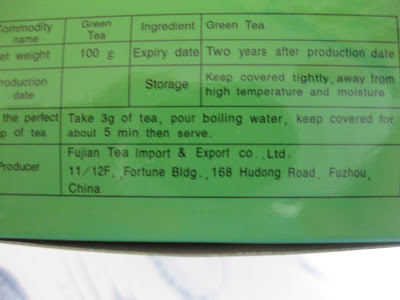 Commodity name Green Tea Ingredient Green Tea
et weight 100 g Expiry date Two years after production date
roduction date Storage Keep covered tightly, away from
high temperature and moisture
the perfect Take 3g of tea, pour boiling water, keep covered for
p of tea about 5 min then serve.
Producer Fujian Tea Import & Export co., Ltd.
11/12F., Fortune Bldg., 168 Hudong Road, Fuzhou,
China